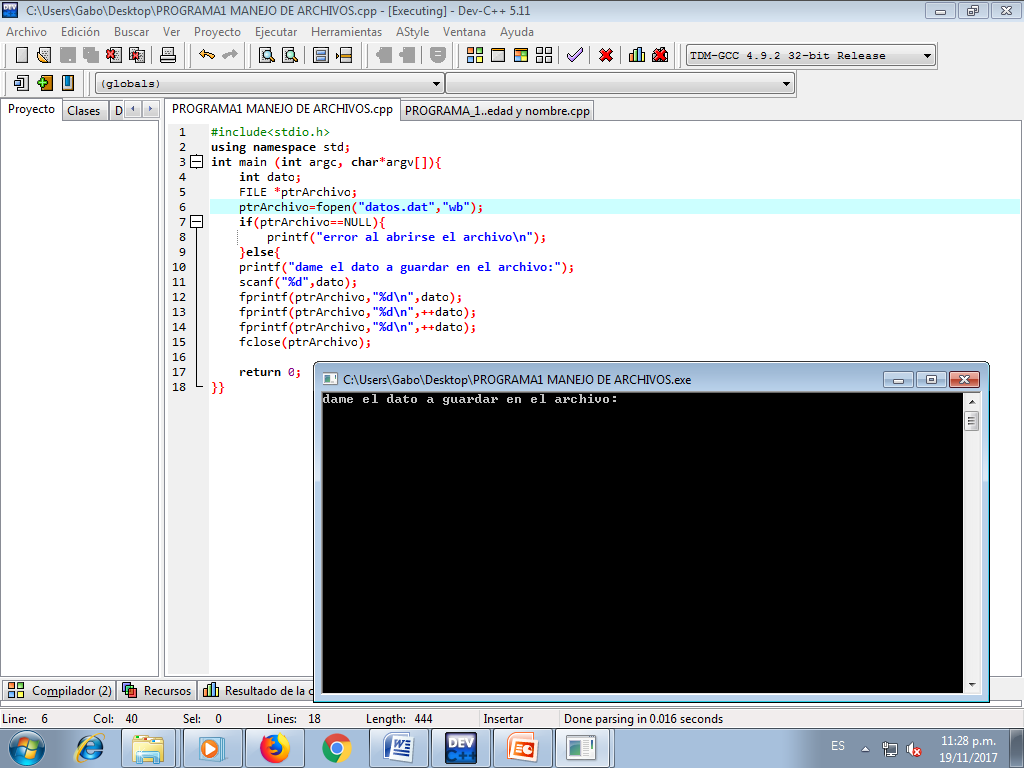 C:\Users\Gabo\Desktop\PROGRAMA1 MANEJO DE ARCHIVOS.cpp - [Executing] - Dev-C++ 5.11
Archivo Edición Buscar Ver Proyecto Ejecutar Herramientas AStyle Ventana Ayuda
TDM-GCC 4.9.2 32-bit Release
(globals)
Proyecto Clases D
PROGRAMA1 MANEJO DE ARCHIVOS.cpp PROGRAMA_1..edad y nombre.cpp
1 #include<stdio.h>
2 using namespace std;
3 int main (int argc, char*argv[]){
4 int dato;
5 FILE *ptrArchivo;
6 ptrArchivo=fopen("datos.dat","wb");
7 if(ptrArchivo==NULL){
8 printf("error al abrirse el archivo\n");
9 }else{
10 printf("dame el dato a guardar en el archivo:");
11 scanf("%d",dato);
12 fprintf(ptrArchivo,"%d\n",dato);
13 fprintf(ptrArchivo,"%d\n",++dato);
14 fprintf(ptrArchivo,"%d\n",++dato);
15 fclose(ptrArchivo);
16
17 return 0;
18 }}
C:\Users\Gabo\Desktop\PROGRAMA1 MANEJO DE ARCHIVOS.exe
dame el dato a guardar en el archivo:
Compilador (2) Recursos Resultado de la c
Line: 6 Col: 40 Sel: 0 Lines: 18 Length: 444 Insertar Done parsing in 0.016 seconds
DEV C++
ES
11:28 p.m.
19/11/2017